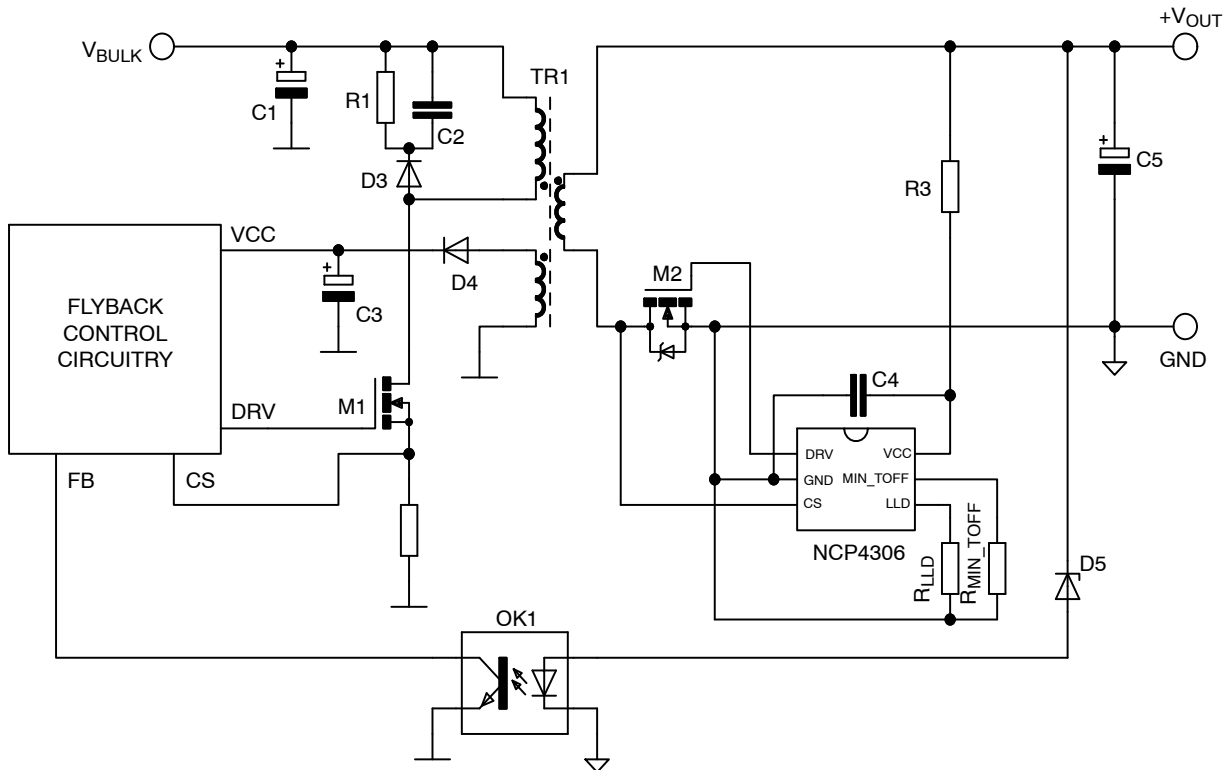 +VOUT
VBULK
TR1
C1
R1
C2
D3
R3
C5
VCC
D4
M2
C3
FLYBACK
CONTROL
CIRCUITRY
GND
C4
M1
DRV
DRV
VCC
GND
MIN_TOFF
CS
LLD
FB
CS
NCP4306
RLLD
RMIN_TOFF
D5
OK1